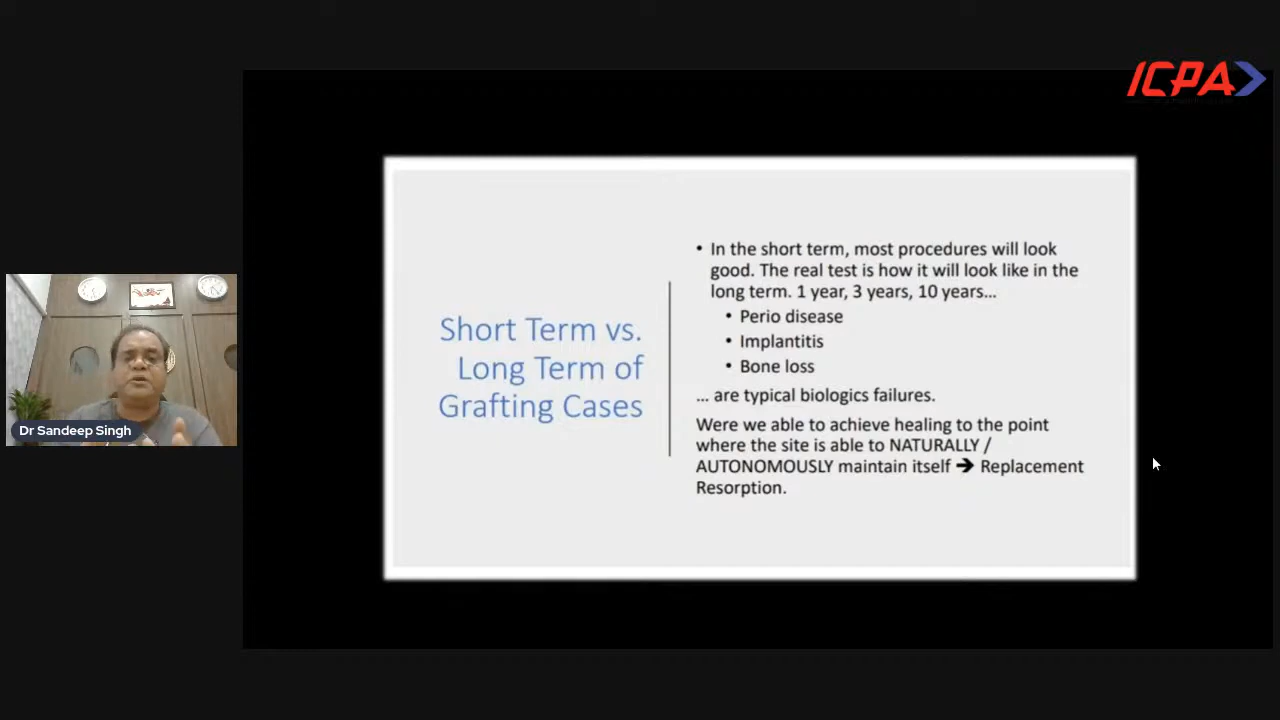 ICPA
Short Term vs.
Long Term of
Grafting Cases
• In the short term, most procedures will look
good. The real test is how it will look like in the
long term. 1 year, 3 years, 10 years...
• Perio disease
• Implantitis
• Bone loss
... are typical biologics failures.
Were we able to achieve healing to the point
where the site is able to NATURALLY /
AUTONOMOUSLY maintain itself ➔ Replacement
Resorption.
Dr Sandeep Singh